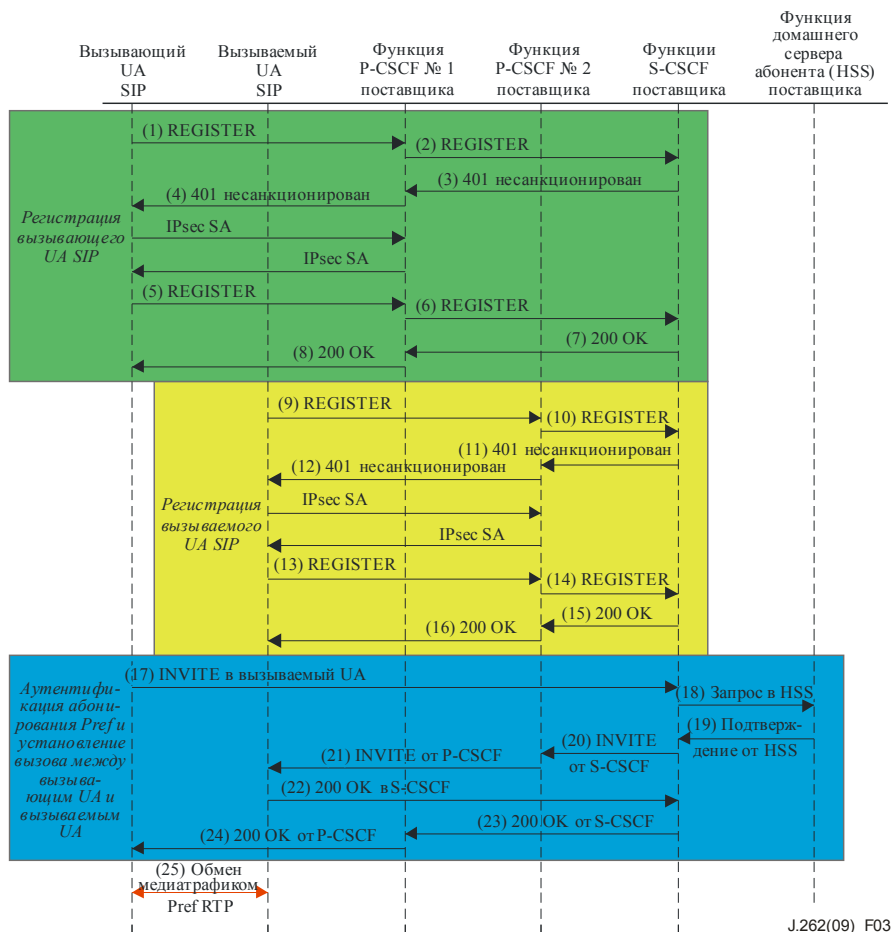 Вызывающий
UA
SIP
Вызываемый
UA
SIP
Функция
P-CSCF № 1
поставщика
Функция
P-CSCF № 2
поставщика
Функции
S-CSCF
поставщика
Функция
домашнего
сервера
абонента (HSS)
поставщика
Регистрация
вызывающего
UA SIP
(1) REGISTER
(2) REGISTER
(3) 401 несанкционирован
(4) 401 несанкционирован
IPsec SA
IPsec SA
(5) REGISTER
(6) REGISTER
(7) 200 OK
(8) 200 OK
Регистрация
вызываемого
UA SIP
(9) REGISTER
(10) REGISTER
(11) 401 несанкционирован
(12) 401 несанкционирован
IPsec SA
IPsec SA
(13) REGISTER
(14) REGISTER
(15) 200 OK
(16) 200 OK
Аутентифи-
кация абони-
рования Pref и
установление
вызова между
вызыва-
ющим UA и
вызываемым
UA
(17) INVITE в вызываемый UA
(18) Запрос в HSS
(19) Подтверж-
дение от HSS
(20) INVITE
от S-CSCF
(21) INVITE от P-CSCF
(22) 200 OK в S-CSCF
(23) 200 OK от S-CSCF
(24) 200 OK от P-CSCF
(25) Обмен
медиатрафиком
Pref RTP
J.262(09)_F03